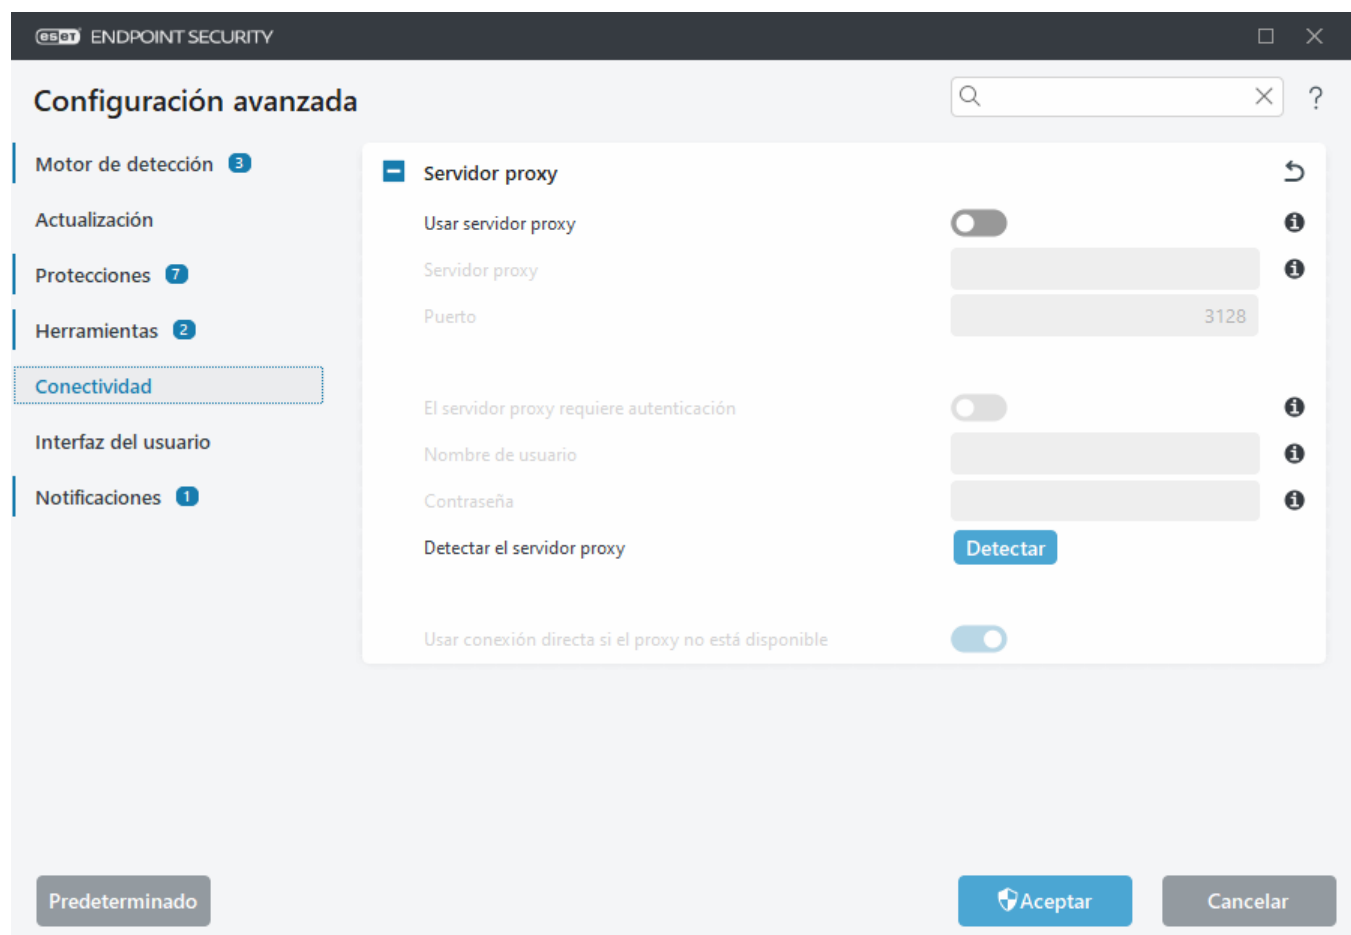 eset ENDPOINT SECURITY
Configuración avanzada
?
Motor de detección 3
Actualización
Protecciones 7
Herramientas 2
Conectividad
Interfaz del usuario
Notificaciones 1
Servidor proxy
Usar servidor proxy
Servidor proxy
Puerto 3128
El servidor proxy requiere autenticación
Nombre de usuario
Contraseña
Detectar el servidor proxy Detectar
Usar conexión directa si el proxy no está disponible
Predeterminado Aceptar Cancelar